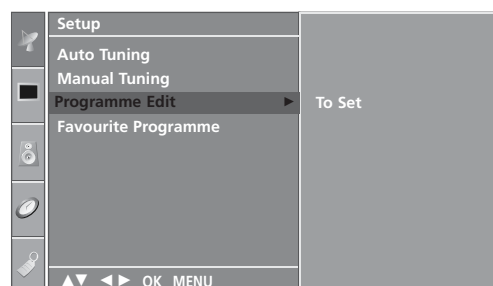 Setup
Auto Tuning
Manual Tuning
Programme Edit ► To Set
Favourite Programme
▲▼ ◄► OK MENU